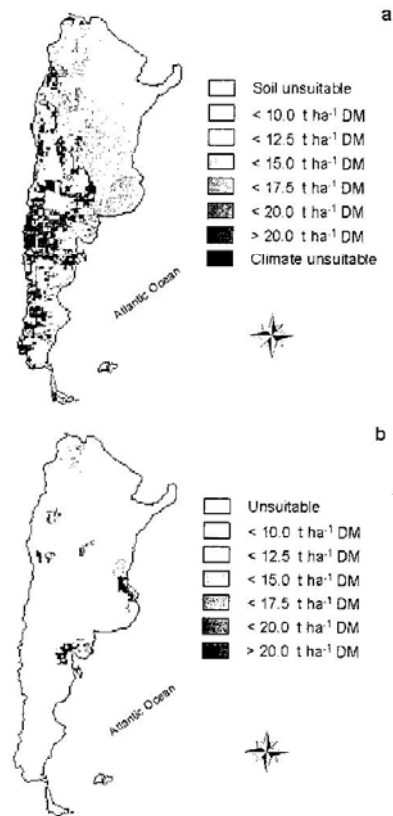 a
Soil unsuitable
< 10.0 t ha⁻¹ DM
< 12.5 t ha⁻¹ DM
< 15.0 t ha⁻¹ DM
< 17.5 t ha⁻¹ DM
< 20.0 t ha⁻¹ DM
> 20.0 t ha⁻¹ DM
Climate unsuitable
Atlantic Ocean
b
Unsuitable
< 10.0 t ha⁻¹ DM
< 12.5 t ha⁻¹ DM
< 15.0 t ha⁻¹ DM
< 17.5 t ha⁻¹ DM
< 20.0 t ha⁻¹ DM
> 20.0 t ha⁻¹ DM
Atlantic Ocean